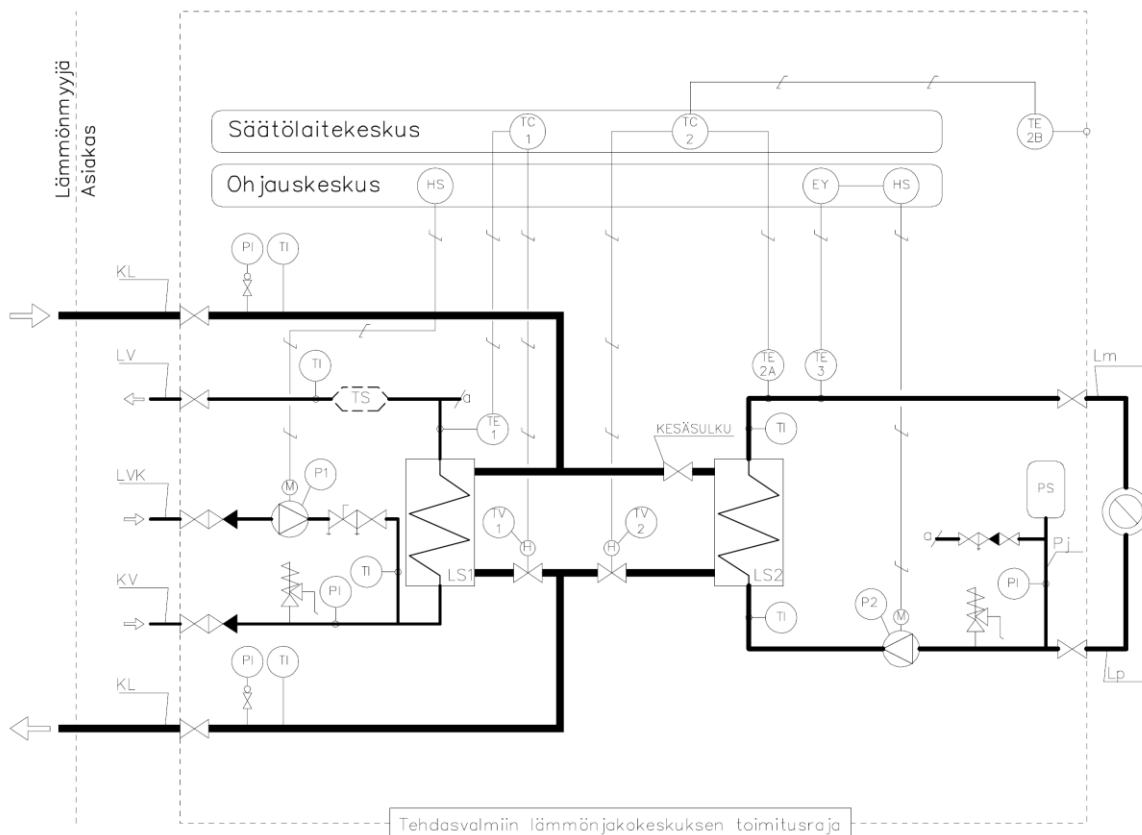 Lämmönmyyjä
Asiakas
Säätölaitekeskus
TC 1
TC 2
TE 2B
Ohjauskeskus
HS
EY
HS
PI
TI
KL
LV
TI
TS
a
TE 1
TE 2A
TE 3
Lm
KESÄSULKU
TI
LVK
M
P1
TV 1
H
TV 2
H
PS
a
Pj
TI
LS1
LS2
PI
KV
PI
TI
P2
M
Lp
KL
PI
TI
Tehdasvalmiin lämmönjakokeskuksen toimitusraja